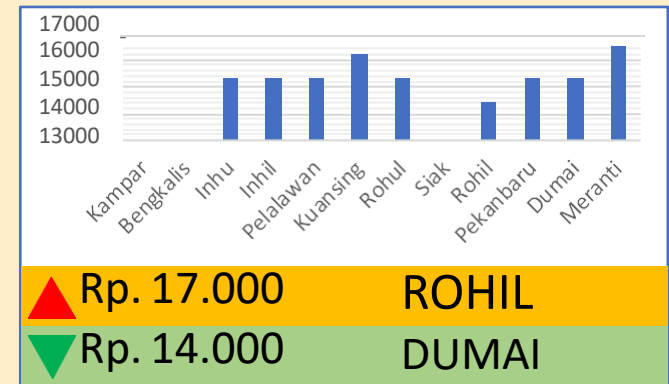 17000
16000
15000
14000
13000
Kampar
Bengkalis
Inhu
Inhil
Pelalawan
Kuansing
Rohul
Siak
Rohil
Pekanbaru
Dumai
Meranti
Rp. 17.000 ROHIL
Rp. 14.000 DUMAI